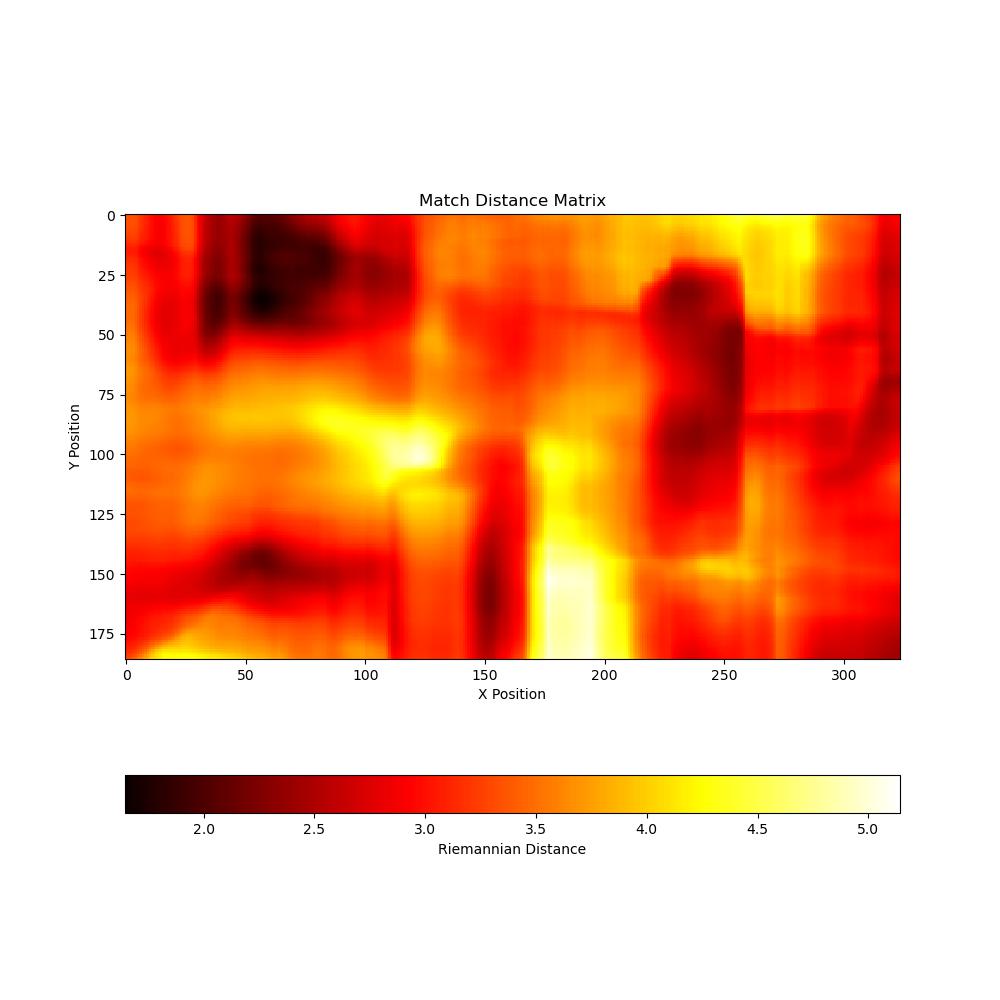 Match Distance Matrix
0
25
50
75
100
125
150
175
Y Position
0 50 100 150 200 250 300
X Position
2.0 2.5 3.0 3.5 4.0 4.5 5.0
Riemannian Distance